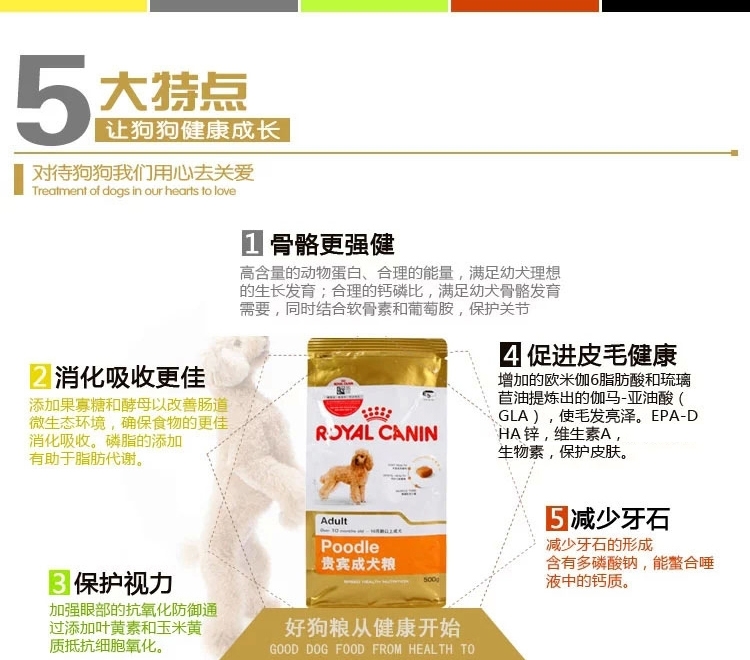 5
大特点
让狗狗健康成长
对待狗狗我们用心去关爱
Treatment of dogs in our hearts to love
1 骨骼更强健
高含量的动物蛋白、合理的能量，满足幼犬理想
的生长发育；合理的钙磷比，满足幼犬骨骼发育
需要，同时结合软骨素和葡萄胺，保护关节
2 消化吸收更佳
添加果寡糖和酵母以改善肠道
微生态环境，确保食物的更佳
消化吸收。磷脂的添加
有助于脂肪代谢。
3 保护视力
加强眼部的抗氧化防御通
过添加叶黄素和玉米黄
质抵抗细胞氧化。
4 促进皮毛健康
增加的欧米伽6脂肪酸和琉璃
苣油提炼出的伽马-亚油酸（
GLA），使毛发亮泽。EPA-D
HA 锌，维生素A，
生物素，保护皮肤。
5 减少牙石
减少牙石的形成
含有多磷酸钠，能螯合唾
液中的钙质。
ROYAL CANIN
ROYAL CANIN
Adult
Poodle
贵宾成犬粮
500g
好狗粮从健康开始
GOOD DOG FOOD FROM HEALTH TO